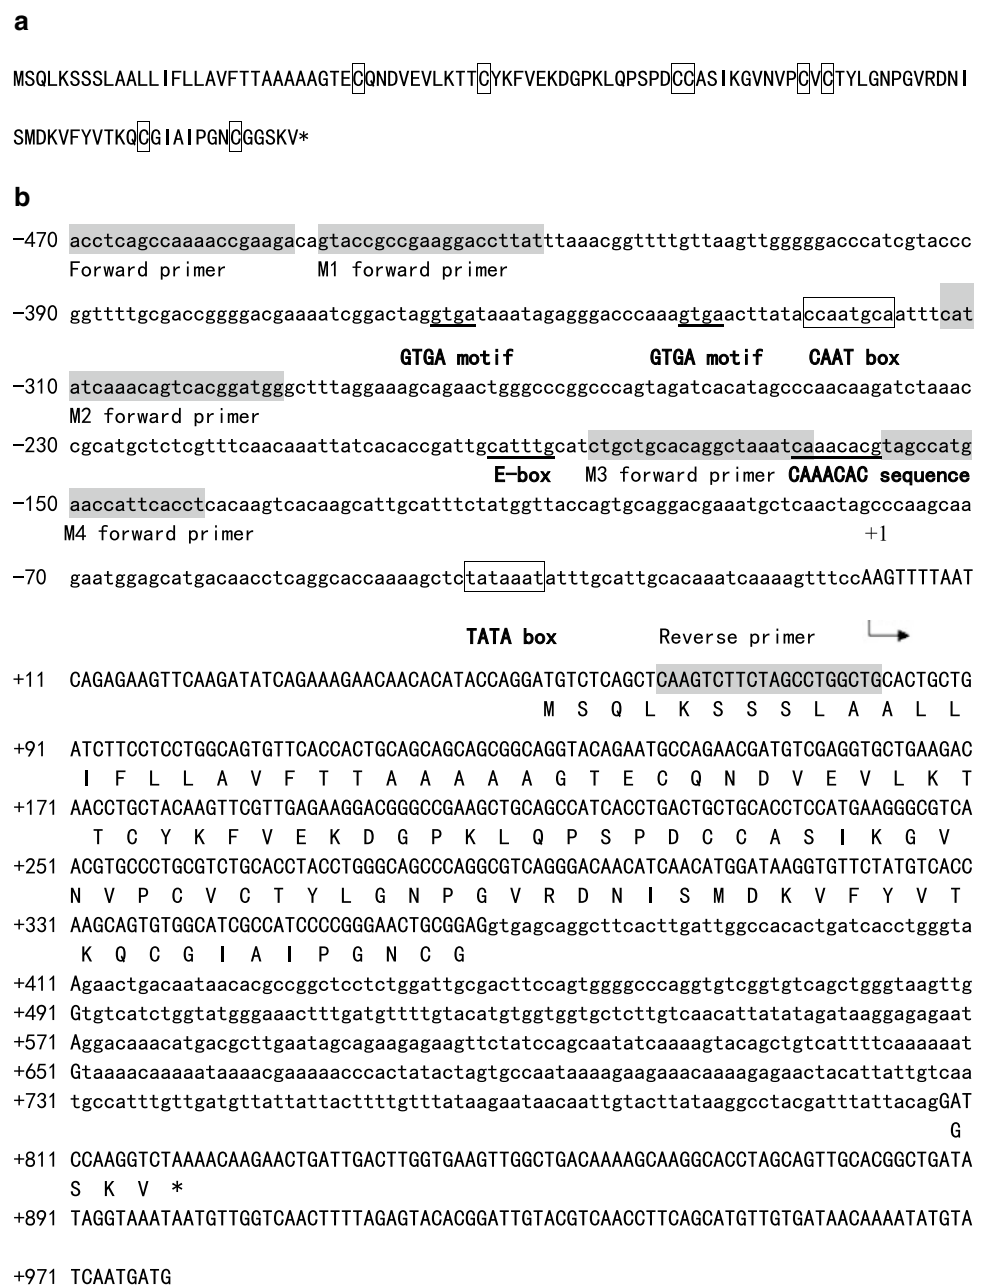 a
MSQLKSSSLAALLIFLLAVFTTAAAAAGTECQNDVEVLKTTCYKFVEKDGPKLQPSPDCCASIKGVNVPCVCTYLGNPGVRDNI
SMDKVFYVTKQCGIAIPGNCGGSKV*
b
−470 acctcagccaaaaccgaagacagtaccgccgaaggaccttatttaaacggttttgttaagttgggggacccatcgtaccc
Forward primer M1 forward primer
−390 ggttttgcgaccggggacgaaaatcggactaggtgataaatagagggacccaaagtgaacttataccaatgcaatttcat
GTGA motif GTGA motif CAAT box
−310 atcaaacagtcacggatgggctttaggaaagcagaactgggcccggcccagtagatcacatagcccaacaagatctaaac
M2 forward primer
−230 cgcatgctctcgtttcaacaaattatcacaccgattgcatttgcatctgctgcacaggctaaatcaaacacgtagccatg
E-box M3 forward primer CAAACAC sequence
−150 aaccattcacctcacaagtcacaagcattgcatttctatggttaccagtgcaggacgaaatgctcaactagcccaagcaa
M4 forward primer +1
−70 gaatggagcatgacaacctcaggcaccaaaagctctataaatatttgcattgcacaaatcaaaagtttccAAGTTTTAAT
TATA box Reverse primer
+11 CAGAGAAGTTCAAGATATCAGAAAGAACAACACATACCAGGATGTCTCAGCTCAAGTCTTCTAGCCTGGCTGCACTGCTG
M S Q L K S S S L A A L L
+91 ATCTTCCTCCTGGCAGTGTTCACCACTGCAGCAGCAGCGGCAGGTACAGAATGCCAGAACGATGTCGAGGTGCTGAAGAC
I F L L A V F T T A A A A A G T E C Q N D V E V L K T
+171 AACCTGCTACAAGTTCGTTGAGAAGGACGGGCCGAAGCTGCAGCCATCACCTGACTGCTGCACCTCCATGAAGGGCGTCA
T C Y K F V E K D G P K L Q P S P D C C A S I K G V
+251 ACGTGCCCTGCGTCTGCACCTACCTGGGCAGCCCAGGCGTCAGGGACAACATCAACATGGATAAGGTGTTCTATGTCACC
N V P C V C T Y L G N P G V R D N I S M D K V F Y V T
+331 AAGCAGTGTGGCATCGCCATCCCCGGGAACTGCGGAGgtgagcaggcttcacttgattggccacactgatcacctgggta
K Q C G I A I P G N C G
+411 Agaactgacaataacacgccggctcctctggattgcgacttccagtggggcccaggtgtcggtgtcagctgggtaagttg
+491 Gtgtcatctggtatgggaaactttgatgttttgtacatgtggtggtgctcttgtcaacattatatagataaggagagaat
+571 Aggacaaacatgacgcttgaatagcagaagagaagttctatccagcaatatcaaaagtacagctgtcattttcaaaaaat
+651 Gtaaaacaaaaataaaacgaaaaacccactatactagtgccaataaaagaagaaacaaaagagaactacattattgtcaa
+731 tgccatttgttgatgttattattacttttgtttataagaataacaattgtacttataaggcctacgatttattacagGAT
G
+811 CCAAGGTCTAAAACAAGAACTGATTGACTTGGTGAAGTTGGCTGACAAAAGCAAGGCACCTAGCAGTTGCACGGCTGATA
S K V *
+891 TAGGTAAATAATGTTGGTCAACTTTTAGAGTACACGGATTGTACGTCAACCTTCAGCATGTTGTGATAACAAAATATGTA
+971 TCAATGATG